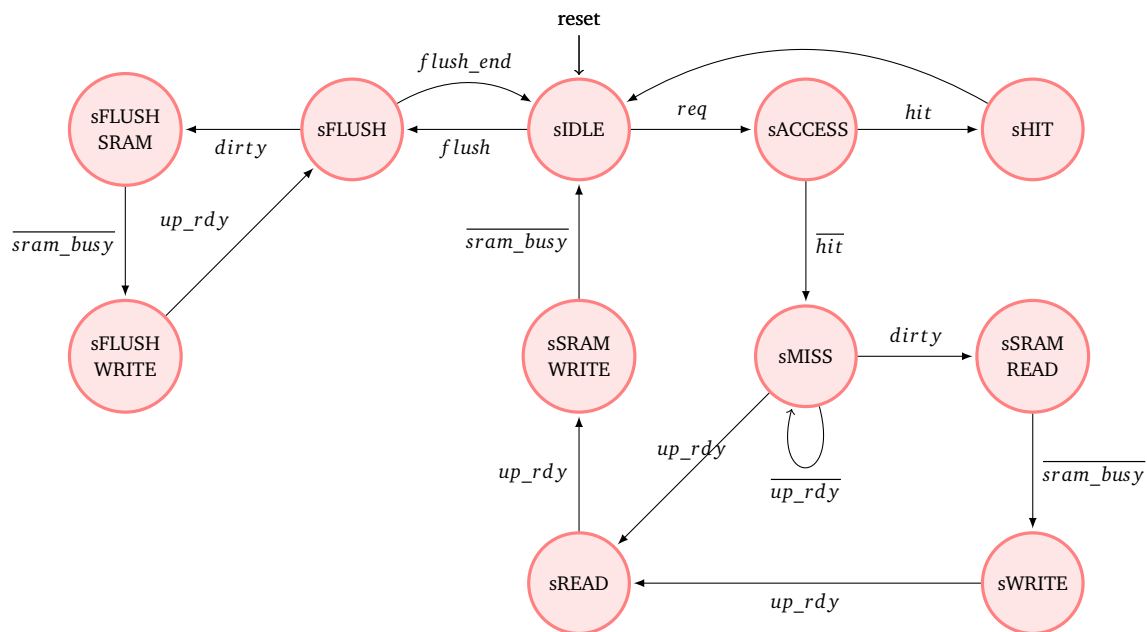 reset
flush_end
sFLUSH
SRAM
dirty
sFLUSH
flush
sIDLE
req
sACCESS
hit
sHIT
up_rdy
sram_busy
sram_busy
hit
sFLUSH
WRITE
sSRAM
WRITE
sMISS
dirty
sSRAM
READ
up_rdy
up_rdy
up_rdy
sram_busy
sREAD
up_rdy
sWRITE